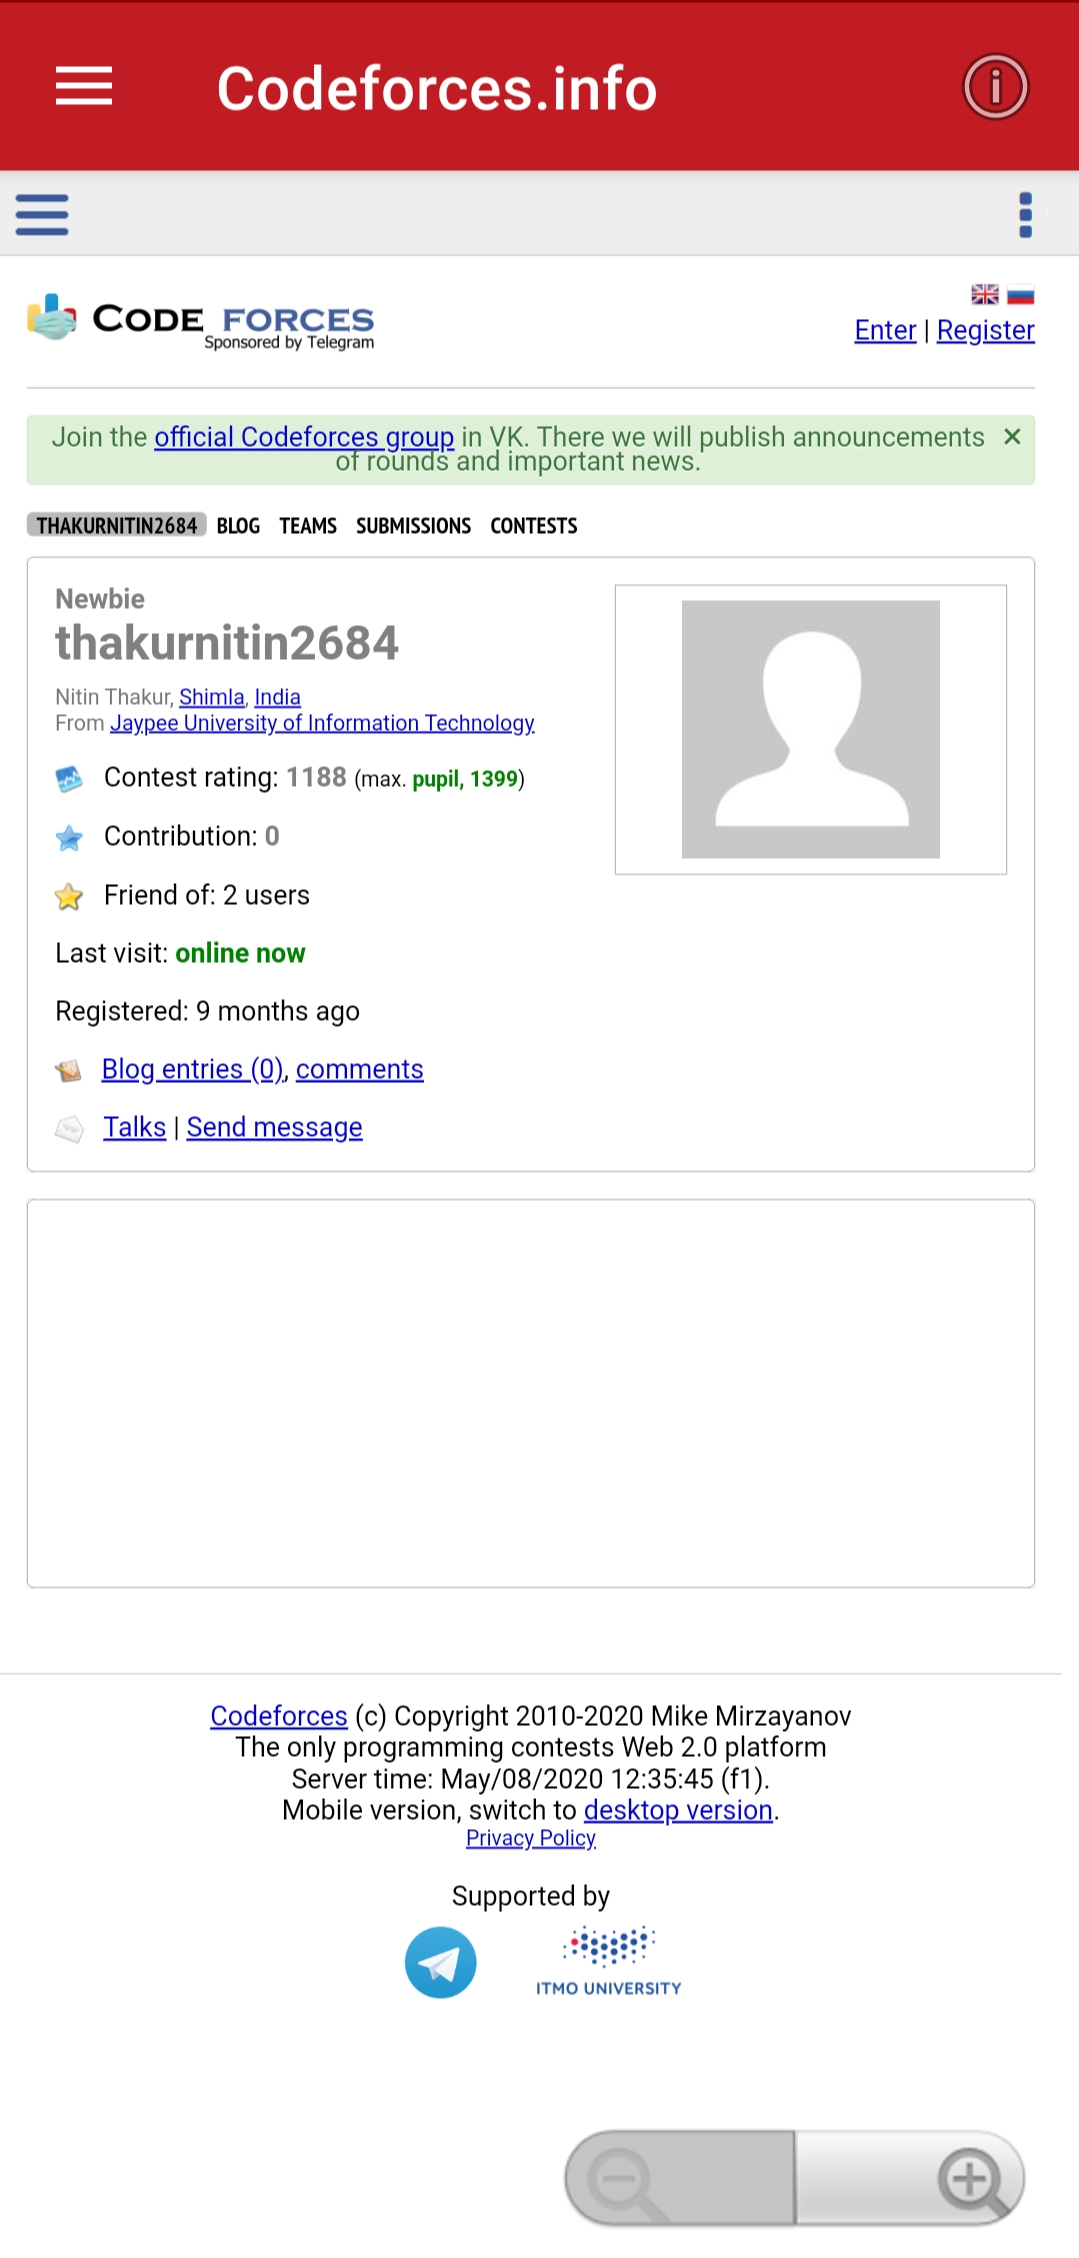 Codeforces.info
CODE FORCES
Sponsored by Telegram
Enter | Register
Join the official Codeforces group in VK. There we will publish announcements ×
of rounds and important news.
THAKURNITIN2684 BLOG TEAMS SUBMISSIONS CONTESTS
Newbie
thakurnitin2684
Nitin Thakur, Shimla, India
From Jaypee University of Information Technology
Contest rating: 1188 (max. pupil, 1399)
Contribution: 0
Friend of: 2 users
Last visit: online now
Registered: 9 months ago
Blog entries (0), comments
Talks | Send message
Codeforces (c) Copyright 2010-2020 Mike Mirzayanov
The only programming contests Web 2.0 platform
Server time: May/08/2020 12:35:45 (f1).
Mobile version, switch to desktop version.
Privacy Policy
Supported by
ITMO UNIVERSITY